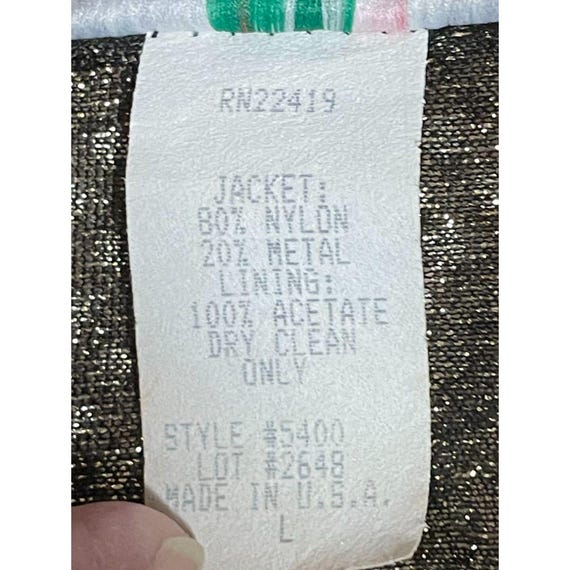 RN22419
JACKET:
80% NYLON
20% METAL
LINING:
100% ACETATE
DRY CLEAN
ONLY
STYLE #5400
LOT #2648
MADE IN U.S.A.
L